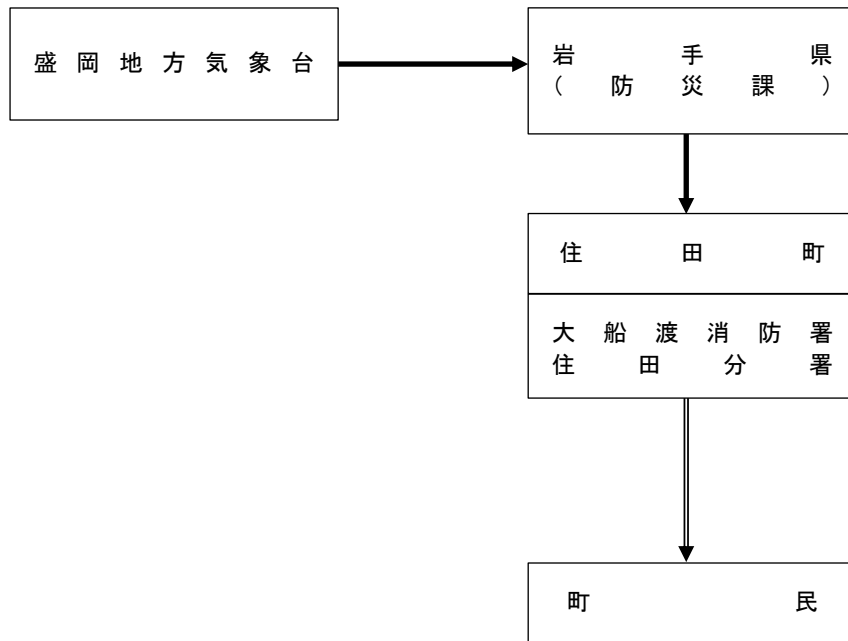 盛岡地方気象台
岩手県
（防災課）
住田町
大船渡消防署
住田分署
町民